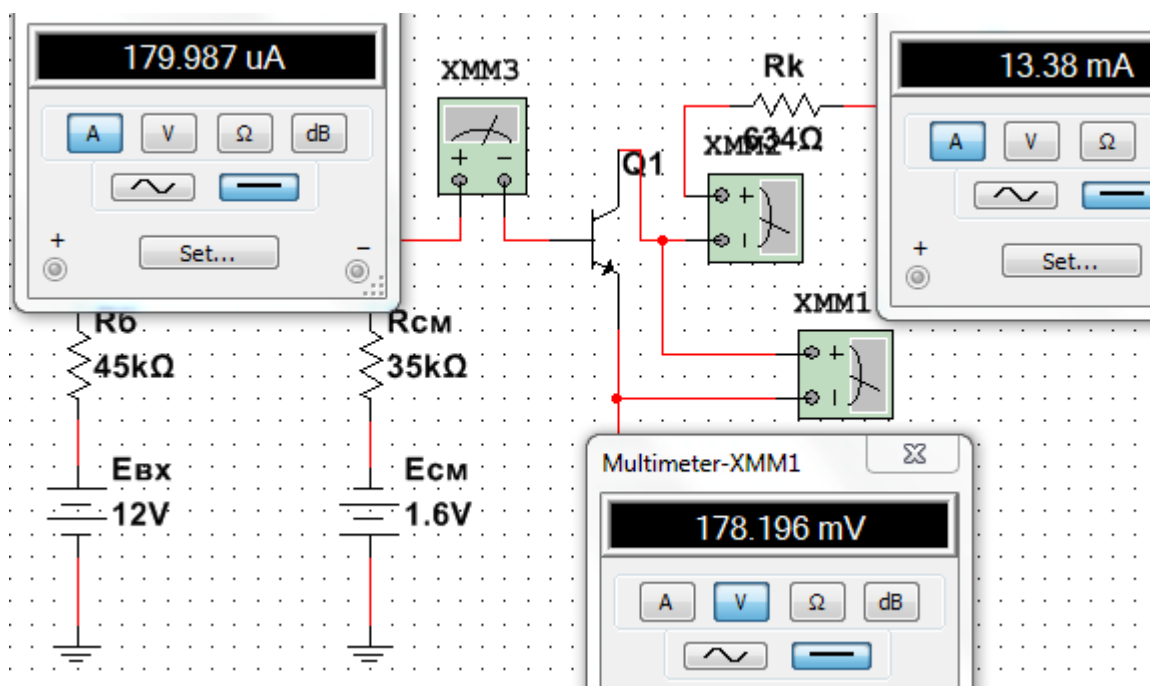 179.987 uA
A V Ω dB
+ −
Set...
XMM3
+ −
Q1
Rk
634Ω
XMM2
+
−
13.38 mA
A V Ω
+
Set...
XMM1
+
−
Rб
45kΩ
Rсм
35kΩ
Eвх
12V
Eсм
1.6V
Multimeter-XMM1
178.196 mV
A V Ω dB